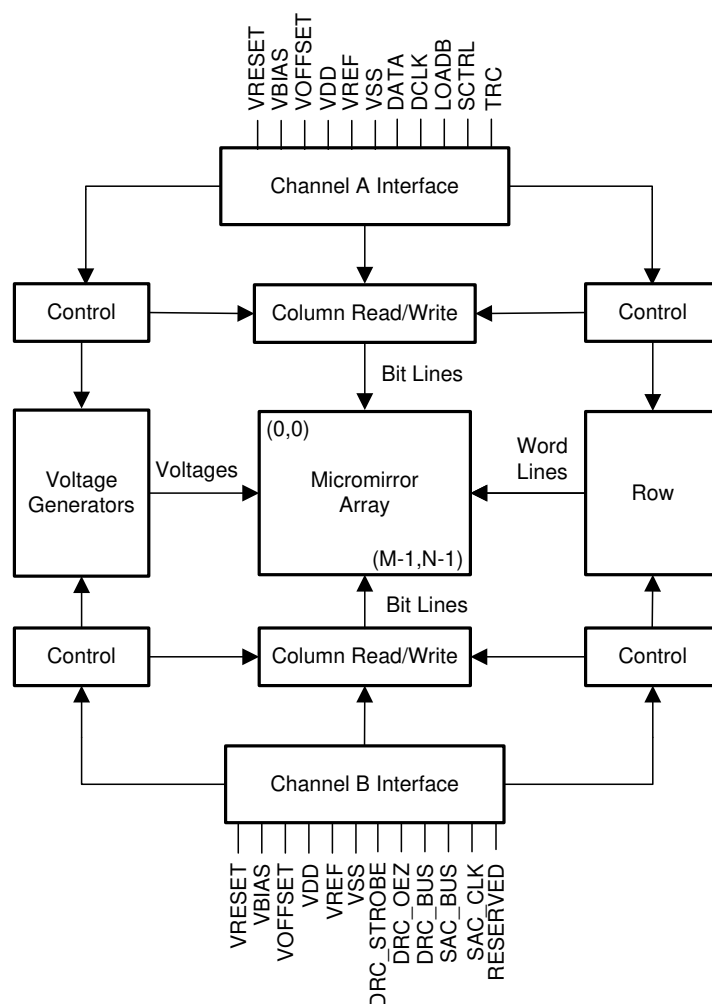 VRESET
VBIAS
VOFFSET
VDD
VREF
VSS
DATA
DCLK
LOADB
SCTRL
TRC
Channel A Interface
Control
Column Read/Write
Control
Bit Lines
(0,0)
Voltage
Generators
Voltages
Micromirror
Array
Word
Lines
Row
(M-1,N-1)
Bit Lines
Control
Column Read/Write
Control
Channel B Interface
VRESET
VBIAS
VOFFSET
VDD
VREF
VSS
DRC_STROBE
DRC_OEZ
DRC_BUS
SAC_BUS
SAC_CLK
RESERVED